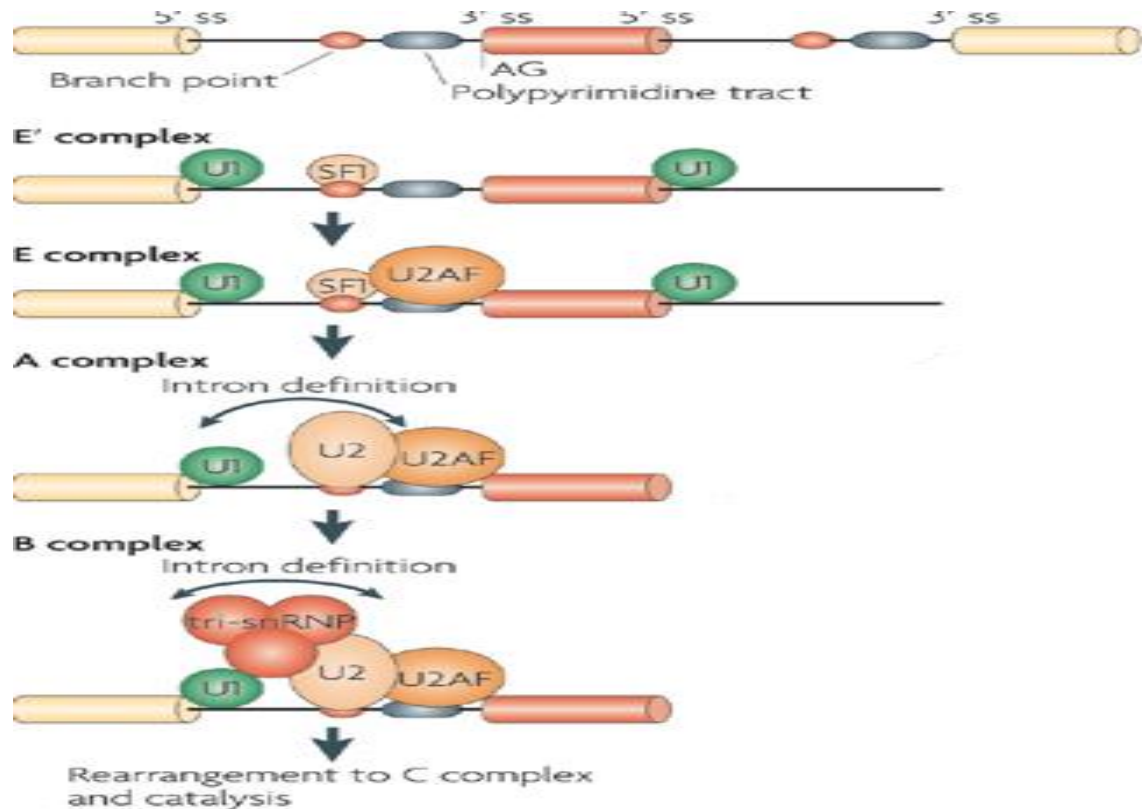 5' ss 3' ss 5' ss 3' ss
Branch point
AG
Polypyrimidine tract
E' complex
U1 SF1 U1
E complex
U1 SF1 U2AF U1
A complex
Intron definition
U1 U2 U2AF
B complex
Intron definition
tri-snRNP
U1 U2 U2AF
Rearrangement to C complex
and catalysis